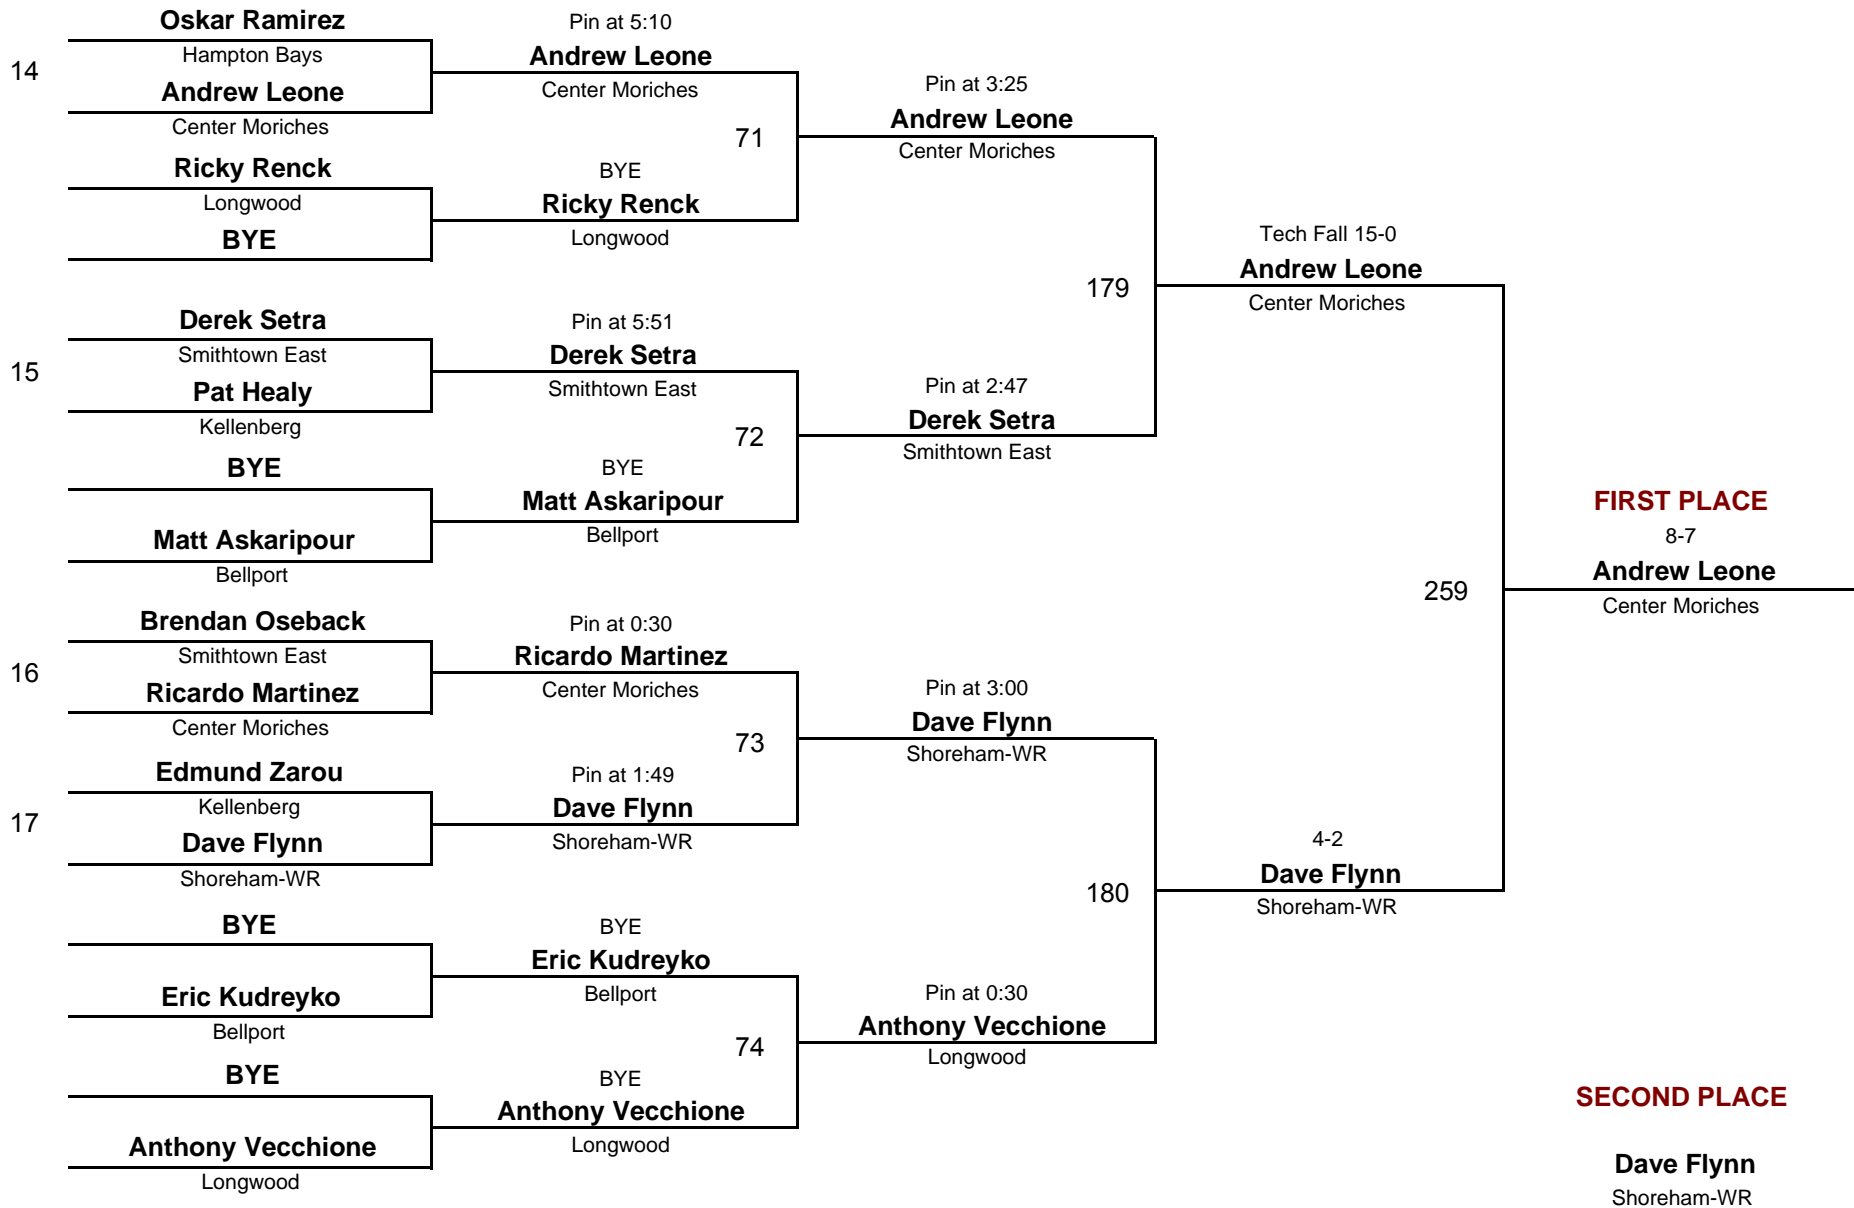 Oskar Ramirez
Hampton Bays
14
Andrew Leone
Center Moriches
Ricky Renck
Longwood
BYE
Derek Setra
Smithtown East
15
Pat Healy
Kellenberg
BYE
Matt Askaripour
Bellport
Brendan Oseback
Smithtown East
16
Ricardo Martinez
Center Moriches
Edmund Zarou
Kellenberg
17
Dave Flynn
Shoreham-WR
BYE
Eric Kudreyko
Bellport
BYE
Anthony Vecchione
Longwood
Pin at 5:10
Andrew Leone
Center Moriches
71
BYE
Ricky Renck
Longwood
Pin at 5:51
Derek Setra
Smithtown East
72
BYE
Matt Askaripour
Bellport
Pin at 0:30
Ricardo Martinez
Center Moriches
73
Pin at 1:49
Dave Flynn
Shoreham-WR
BYE
Eric Kudreyko
Bellport
74
BYE
Anthony Vecchione
Longwood
Pin at 3:25
Andrew Leone
Center Moriches
179
Pin at 2:47
Derek Setra
Smithtown East
Pin at 3:00
Dave Flynn
Shoreham-WR
180
Pin at 0:30
Anthony Vecchione
Longwood
Tech Fall 15-0
Andrew Leone
Center Moriches
259
4-2
Dave Flynn
Shoreham-WR
FIRST PLACE
8-7
Andrew Leone
Center Moriches
SECOND PLACE
Dave Flynn
Shoreham-WR